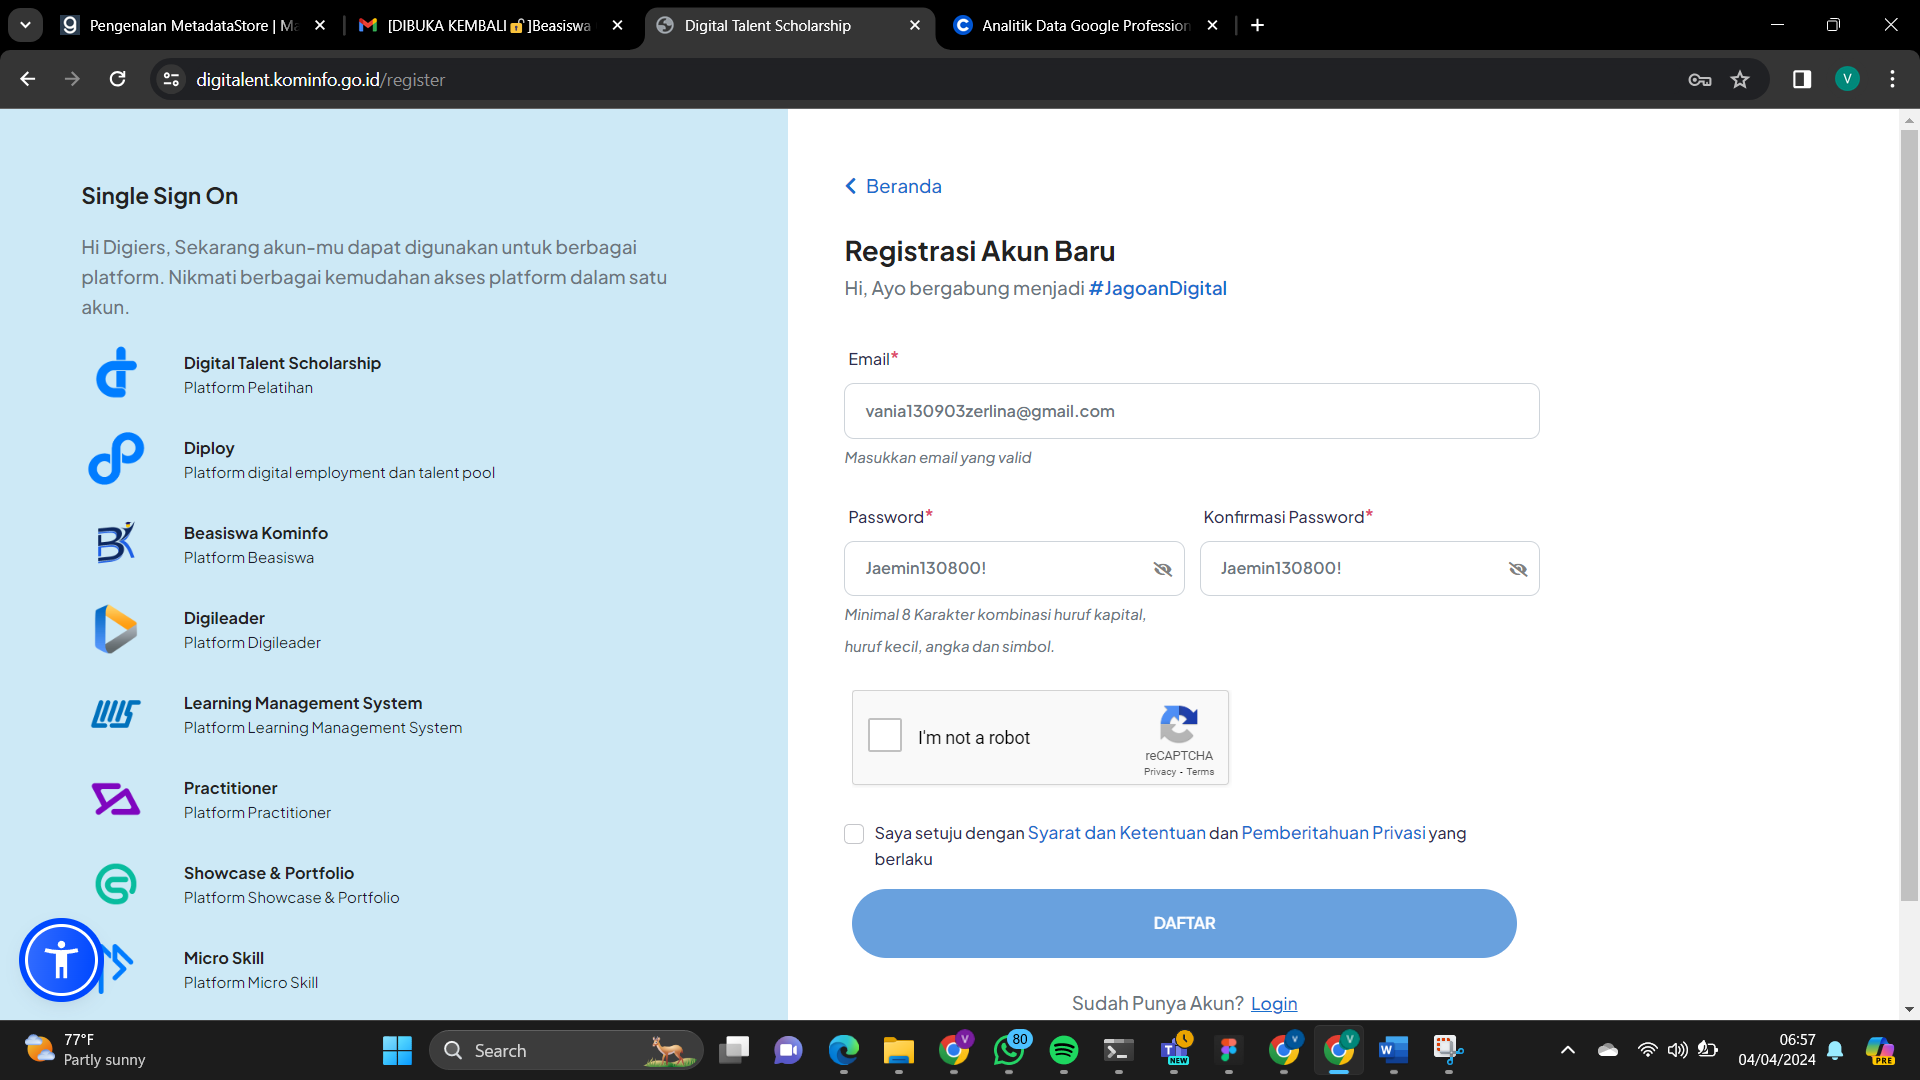 Pengenalan MetadataStore | Ma
[DIBUKA KEMBALI🔓]Beasiswa
Digital Talent Scholarship
Analitik Data Google Profession
digitalent.kominfo.go.id/register
V
Single Sign On
Hi Digiers, Sekarang akun-mu dapat digunakan untuk berbagai
platform. Nikmati berbagai kemudahan akses platform dalam satu
akun.
Digital Talent Scholarship
Platform Pelatihan
Diploy
Platform digital employment dan talent pool
Beasiswa Kominfo
Platform Beasiswa
Digileader
Platform Digileader
Learning Management System
Platform Learning Management System
Practitioner
Platform Practitioner
Showcase & Portfolio
Platform Showcase & Portfolio
Micro Skill
Platform Micro Skill
Beranda
Registrasi Akun Baru
Hi, Ayo bergabung menjadi #JagoanDigital
Email*
vania130903zerlina@gmail.com
Masukkan email yang valid
Password*
Konfirmasi Password*
Jaemin130800!
Jaemin130800!
Minimal 8 Karakter kombinasi huruf kapital,
huruf kecil, angka dan simbol.
I'm not a robot
reCAPTCHA
Privacy - Terms
Saya setuju dengan Syarat dan Ketentuan dan Pemberitahuan Privasi yang
berlaku
DAFTAR
Sudah Punya Akun? Login
77°F
Partly sunny
Search
V
80
NEW
V
V
W
06:57
04/04/2024
PRE